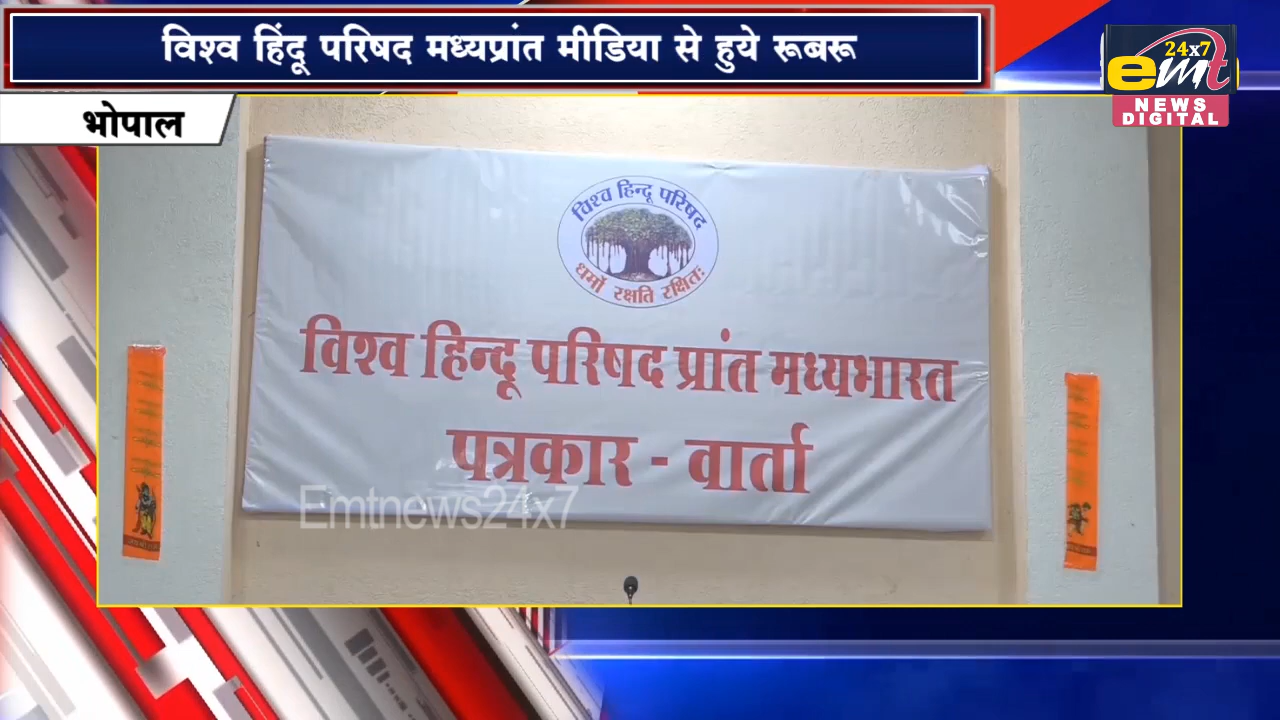 विश्व हिंदू परिषद मध्यप्रांत मीडिया से हुये रूबरू
24x7
emt
NEWS
DIGITAL
भोपाल
विश्व हिन्दू परिषद
धर्मो रक्षति रक्षितः
विश्व हिन्दू परिषद प्रांत मध्यभारत
पत्रकार - वार्ता
Emtnews24x7